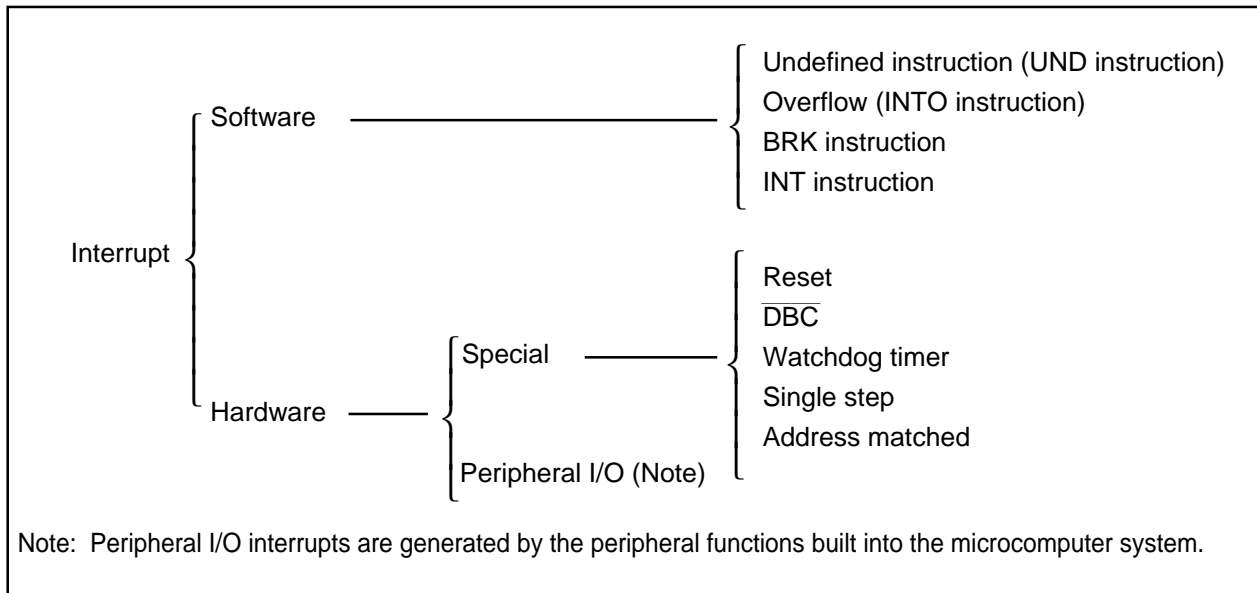 Undefined instruction (UND instruction)
Overflow (INTO instruction)
BRK instruction
INT instruction
Software
Interrupt
Reset
D̅B̅C̅
Watchdog timer
Single step
Address matched
Special
Hardware
Peripheral I/O (Note)
Note: Peripheral I/O interrupts are generated by the peripheral functions built into the microcomputer system.